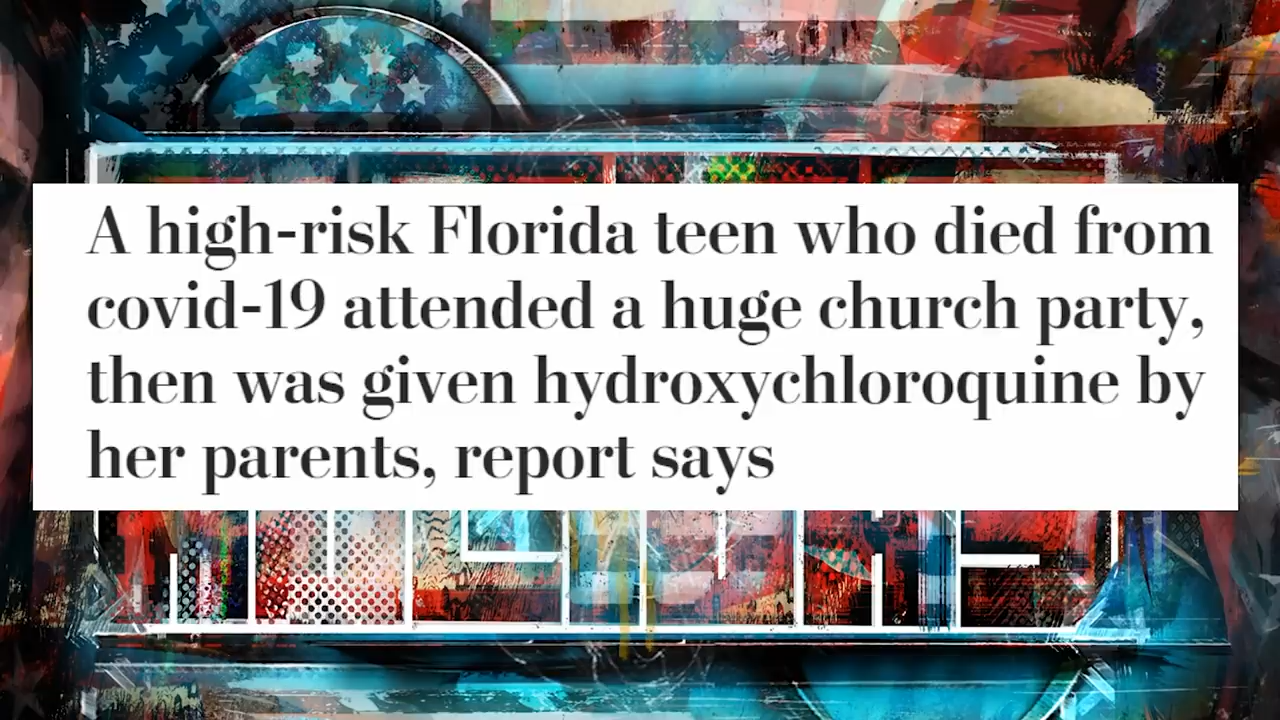 A high-risk Florida teen who died from
covid-19 attended a huge church party,
then was given hydroxychloroquine by
her parents, report says